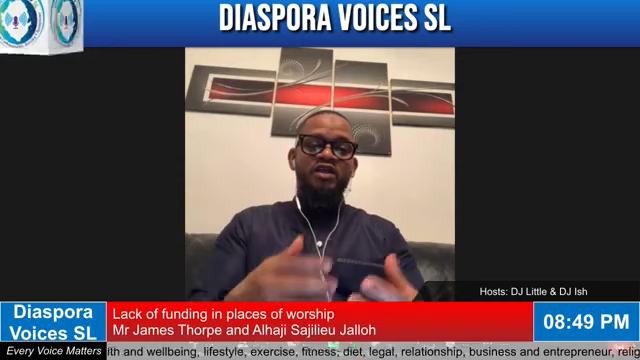 DIASPORA VOICES SL
Hosts: DJ Little & DJ Ish
Diaspora
Voices SL
Lack of funding in places of worship
Mr James Thorpe and Alhaji Sajilieu Jalloh
08:49 PM
Every Voice Matters
lth and wellbeing, lifestyle, exercise, fitness, diet, legal, relationship, business and entrepreneur, relig